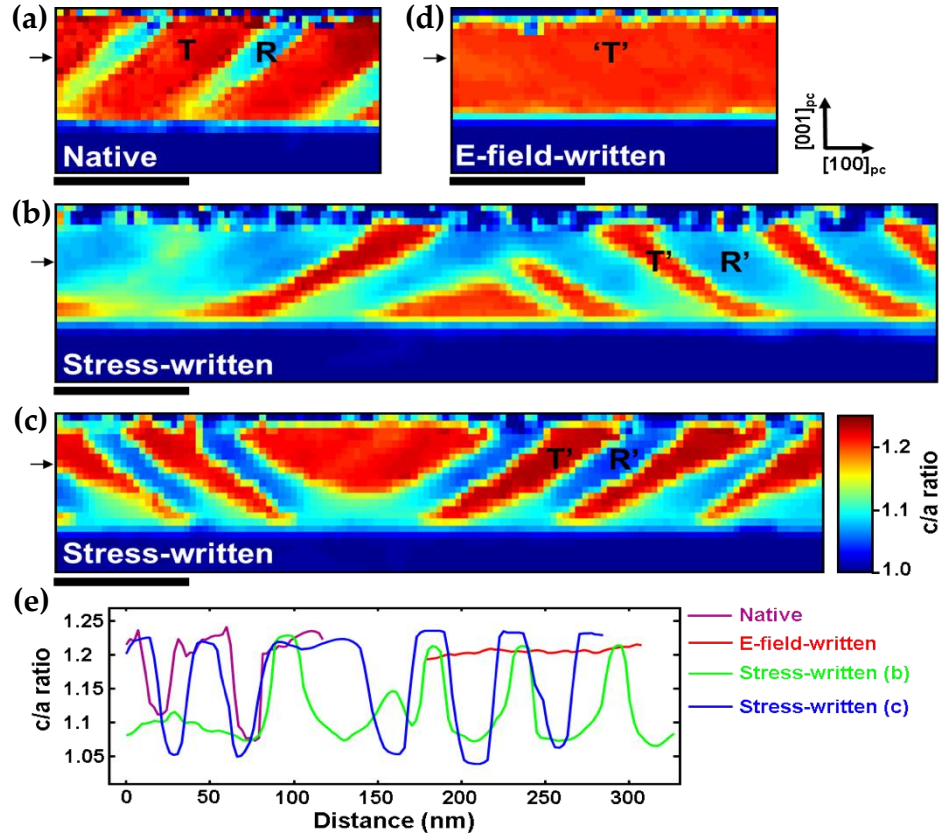 (a)
T
R
Native
(d)
'T'
E-field-written
[001]pc
[100]pc
(b)
T'
R'
Stress-written
(c)
T'
R'
Stress-written
1.2
1.1
1.0
c/a ratio
(e)
1.25
1.20
1.15
1.10
1.05
c/a ratio
0
50
100
150
200
250
300
Distance (nm)
Native
E-field-written
Stress-written (b)
Stress-written (c)